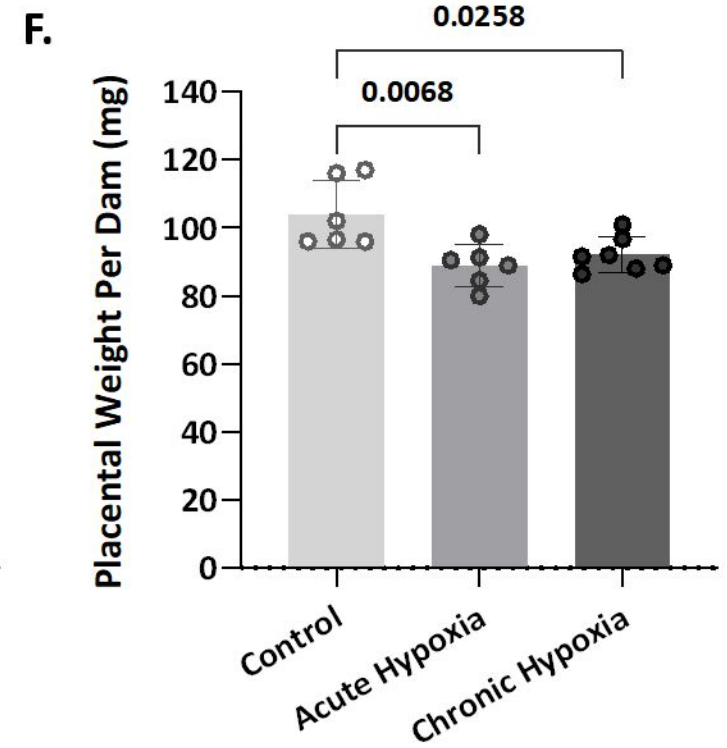 F.
0.0258
0.0068
Placental Weight Per Dam (mg)
140
120
100
80
60
40
20
0
Control
Acute Hypoxia
Chronic Hypoxia